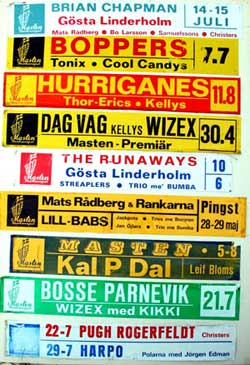 BRIAN CHAPMAN 14-15
Gösta Linderholm JULI
Mats Rådberg • Bo Larssons • Samuelssons • Christers
BOPPERS 7.7
Tonix • Cool Candys
HURRIGANES 11.8
Thor-Erics • Kellys
DAG VAG KELLYS WIZEX 30.4
Masten - Premiär
THE RUNAWAYS 10
Gösta Linderholm 6
STREAPLERS • TRIO me' BUMBA
Mats Rådberg & Rankarna Pingst
LILL-BABS Jackpots Trio me Bumba 28-29 maj
Jan Öjlers
MASTEN • 5-8
Kal P Dal Leif Bloms
BOSSE PARNEVIK 21.7
WIZEX med KIKKI
22-7 PUGH ROGERFELDT Christers
29-7 HARPO Polarna med Jörgen Edman